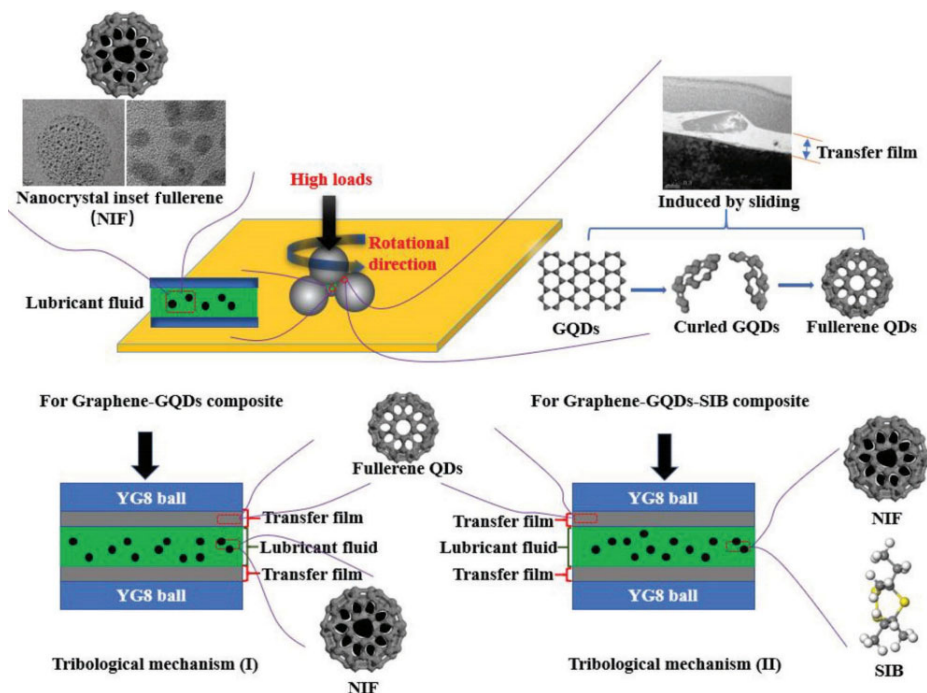 Nanocrystal inset fullerene
(NIF)
High loads
Rotational
direction
Lubricant fluid
Transfer film
Induced by sliding
GQDs
Curled GQDs
Fullerene QDs
For Graphene-GQDs composite
YG8 ball
Transfer film
Lubricant fluid
Transfer film
YG8 ball
Fullerene QDs
NIF
Tribological mechanism (I)
For Graphene-GQDs-SIB composite
YG8 ball
Transfer film
Lubricant fluid
Transfer film
YG8 ball
NIF
SIB
Tribological mechanism (II)